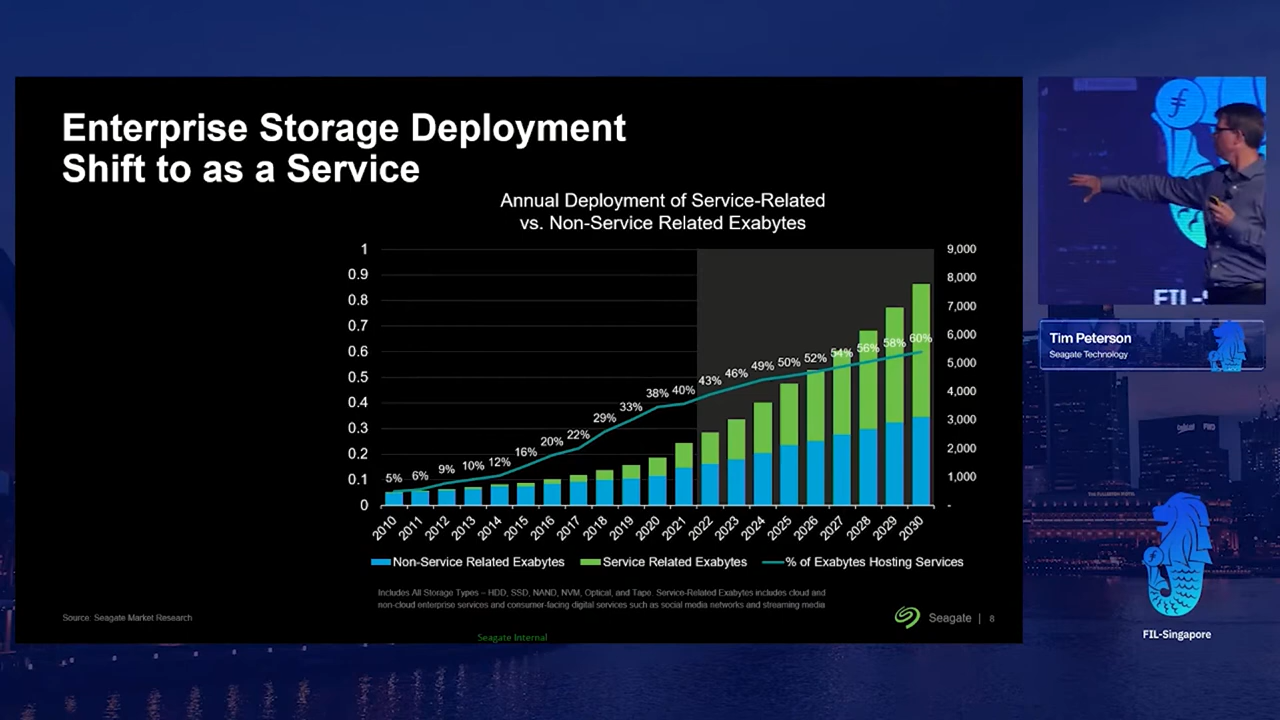 Enterprise Storage Deployment
Shift to as a Service
Annual Deployment of Service-Related
vs. Non-Service Related Exabytes
1
0.9
0.8
0.7
0.6
0.5
0.4
0.3
0.2
0.1
0
9,000
8,000
7,000
6,000
5,000
4,000
3,000
2,000
1,000
-
5% 6% 9% 10% 12% 16% 20% 22% 29% 33% 38% 40% 43% 46% 49% 50% 52% 54% 56% 58% 60%
2010 2011 2012 2013 2014 2015 2016 2017 2018 2019 2020 2021 2022 2023 2024 2025 2026 2027 2028 2029 2030
Non-Service Related Exabytes Service Related Exabytes % of Exabytes Hosting Services
Includes All Storage Types – HDD, SSD, NAND, NVM, Optical, and Tape. Service-Related Exabytes includes cloud and
non-cloud enterprise services and consumer-facing digital services such as social media networks and streaming media
Source: Seagate Market Research
Seagate | 8
Seagate Internal
FIL-S
Tim Peterson
Seagate Technology
THE FULLERTON HOTEL
FIL-Singapore